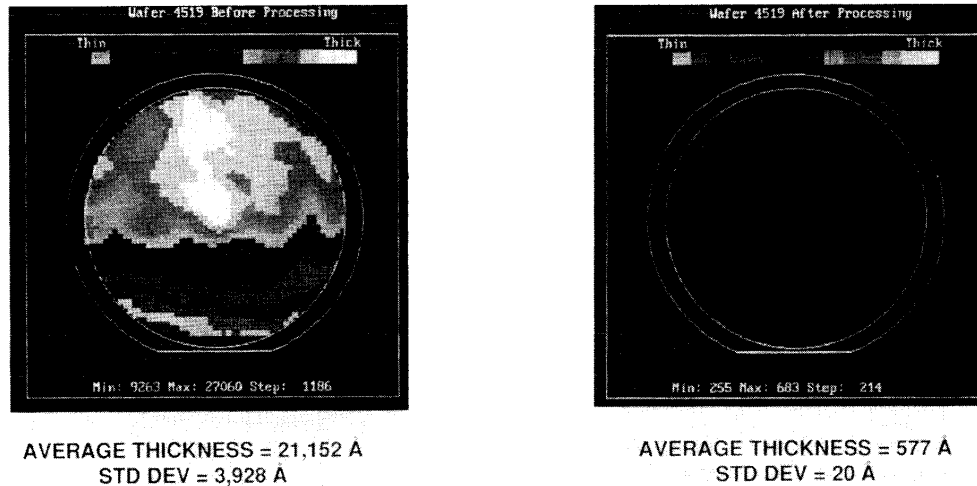 Wafer 4519 Before Processing
Thin Thick
Min: 9263 Max: 27060 Step: 1186
AVERAGE THICKNESS = 21,152 Å
STD DEV = 3,928 Å
Wafer 4519 After Processing
Thin Thick
Min: 255 Max: 683 Step: 214
AVERAGE THICKNESS = 577 Å
STD DEV = 20 Å